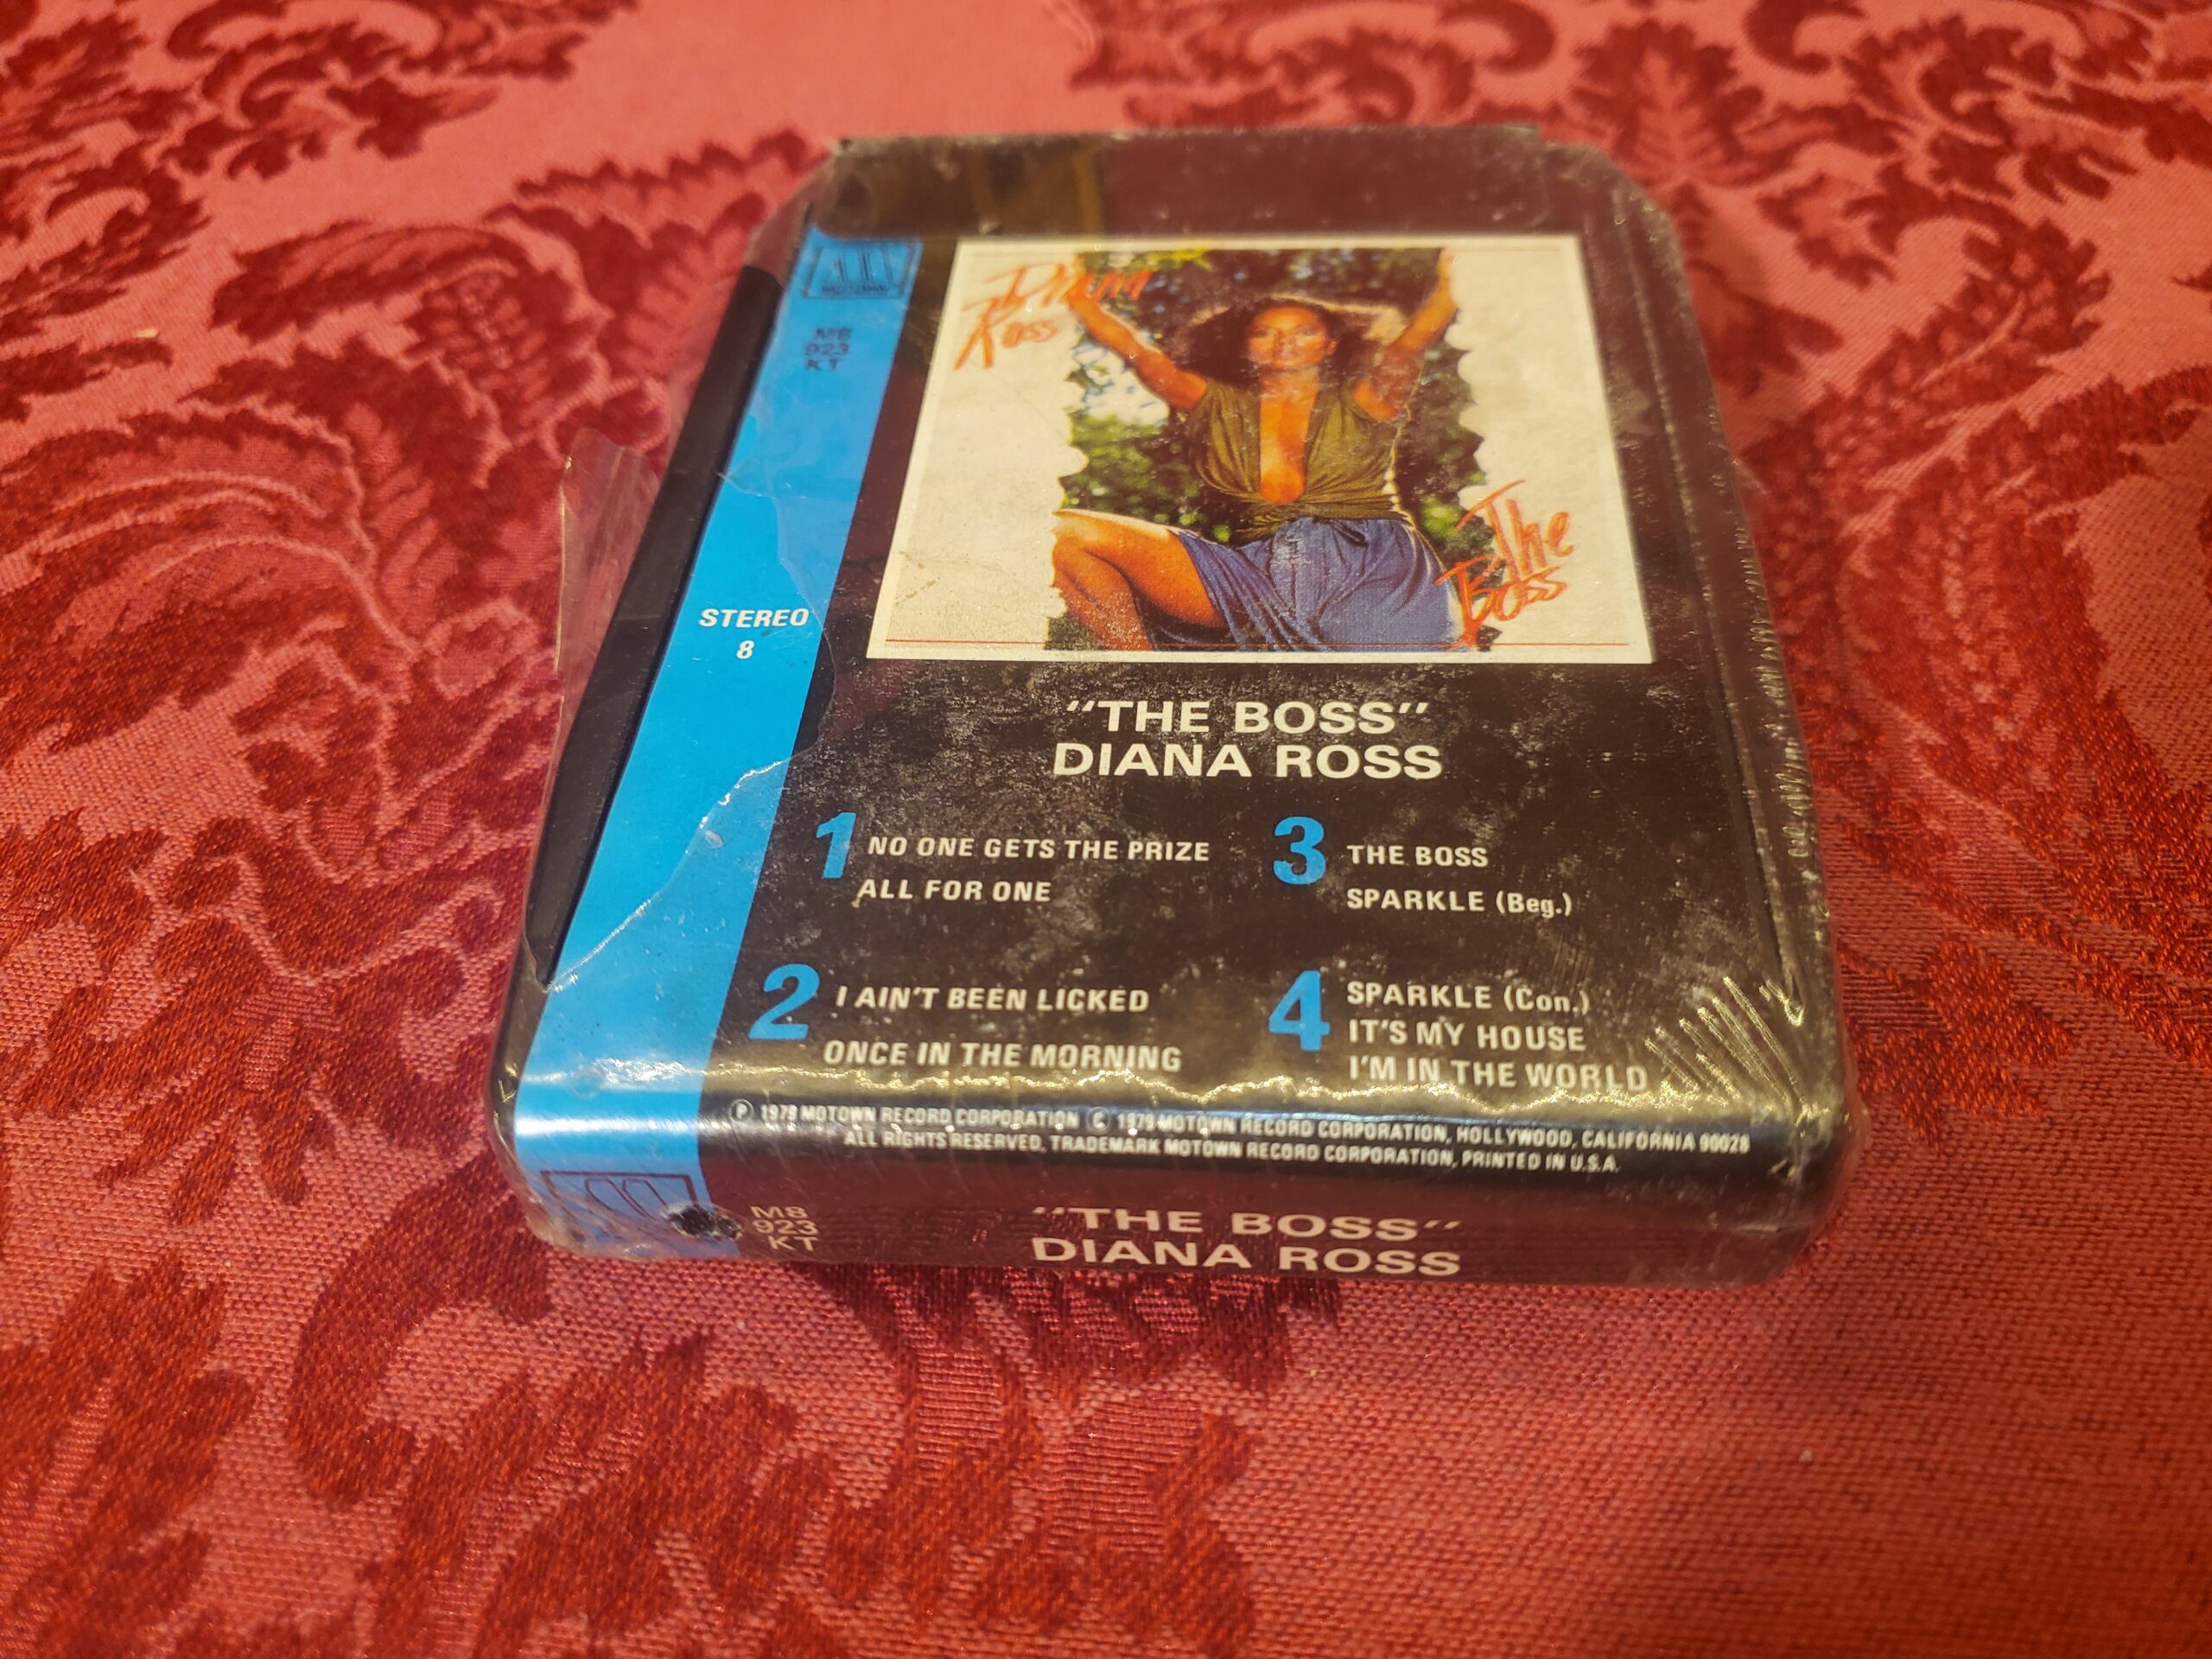 MOTOWN
M8
923
KT
STEREO
8
Diana
Ross
The
Boss
"THE BOSS"
DIANA ROSS
1 NO ONE GETS THE PRIZE
ALL FOR ONE
2 I AIN'T BEEN LICKED
ONCE IN THE MORNING
3 THE BOSS
SPARKLE (Beg.)
4 SPARKLE (Con.)
IT'S MY HOUSE
I'M IN THE WORLD
℗ 1979 MOTOWN RECORD CORPORATION © 1979 MOTOWN RECORD CORPORATION, HOLLYWOOD, CALIFORNIA 90028
ALL RIGHTS RESERVED, TRADEMARK MOTOWN RECORD CORPORATION, PRINTED IN U.S.A.
M8
923
KT
"THE BOSS"
DIANA ROSS